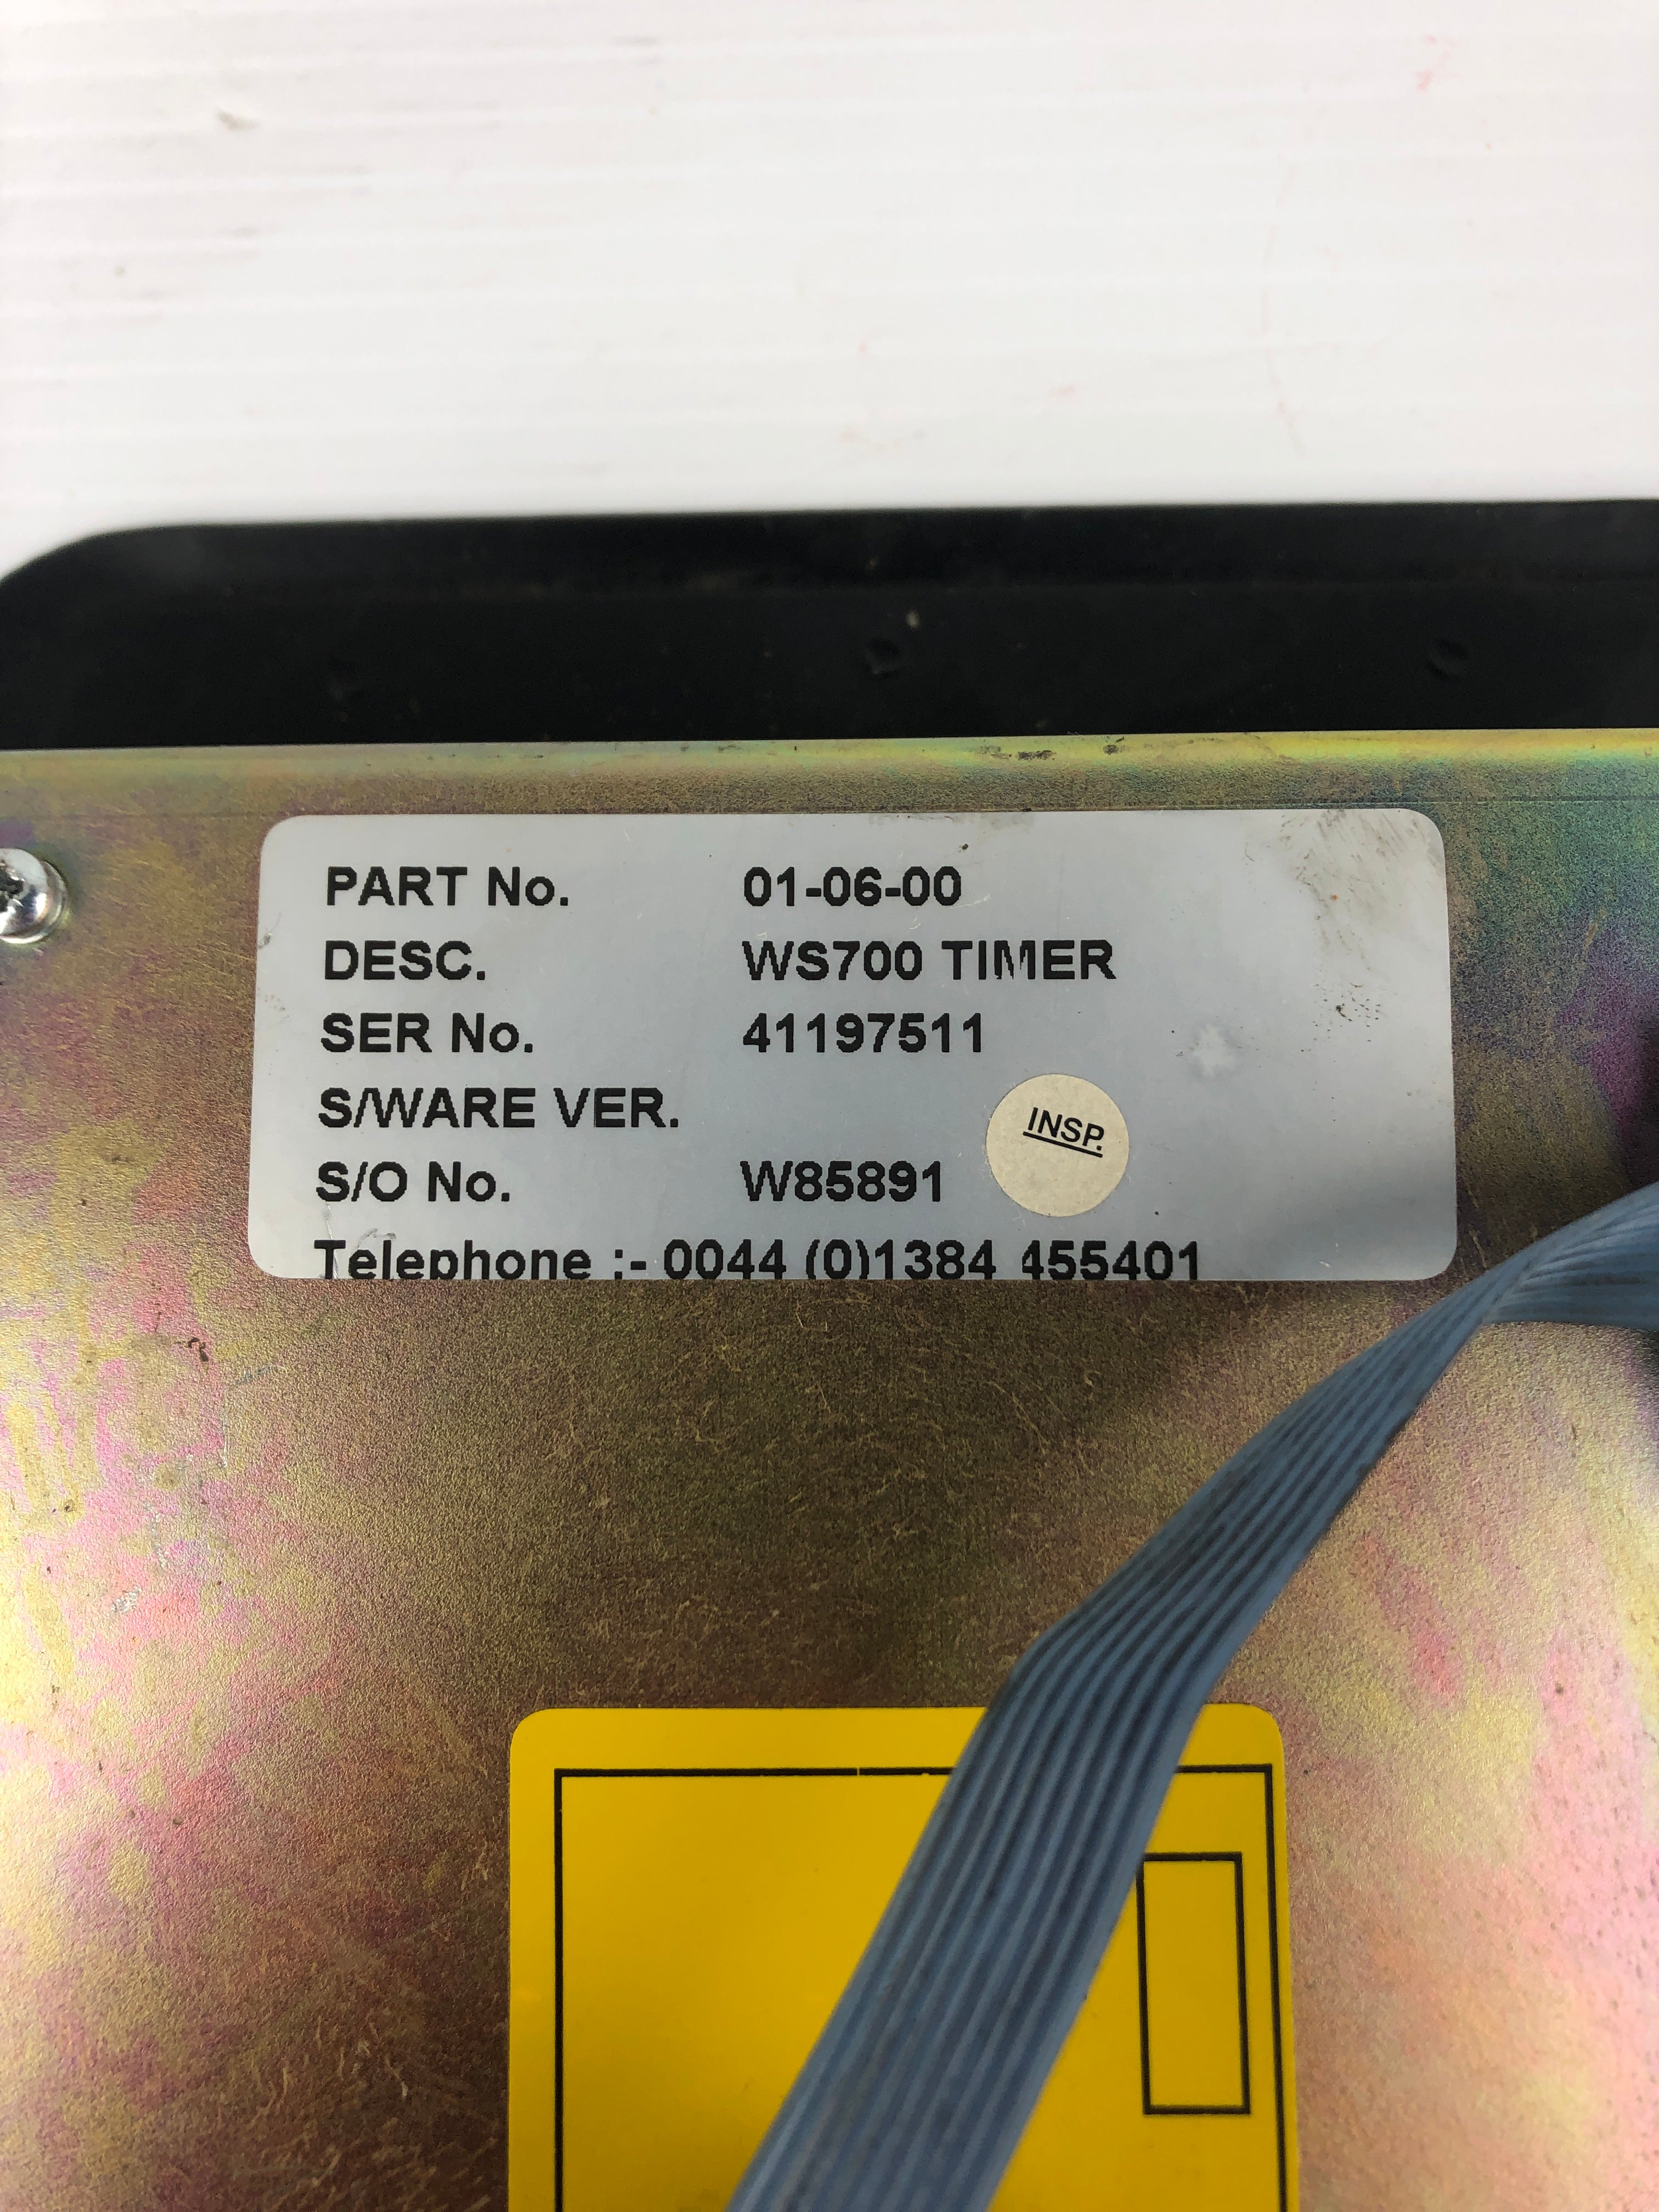 PART No. 01-06-00
DESC. WS700 TIMER
SER No. 41197511
S/WARE VER.
INSP.
S/O No. W85891
Telephone :- 0044 (0)1384 455401